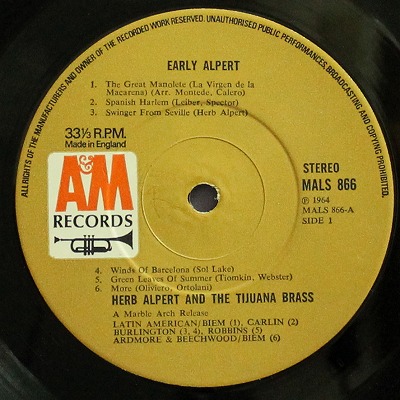 ALL RIGHTS OF THE MANUFACTURERS AND OWNER OF THE RECORDED WORK RESERVED. UNAUTHORISED PUBLIC PERFORMANCES, BROADCASTING AND COPYING PROHIBITED.
EARLY ALPERT
1. The Great Manolete (La Virgen de la
Macarena) (Arr. Montede, Calero)
2. Spanish Harlem (Leiber, Spector)
3. Swinger From Seville (Herb Alpert)
33⅓ R.P.M.
Made in England
A&M
RECORDS
STEREO
MALS 866
℗ 1964
MALS 866-A
SIDE 1
4. Winds Of Barcelona (Sol Lake)
5. Green Leaves Of Summer (Tiomkin, Webster)
6. More (Oliviero, Ortolani)
HERB ALPERT AND THE TIJUANA BRASS
A Marble Arch Release
LATIN AMERICAN/BIEM (1), CARLIN (2)
BURLINGTON (3, 4), ROBBINS (5)
ARDMORE & BEECHWOOD/BIEM (6)